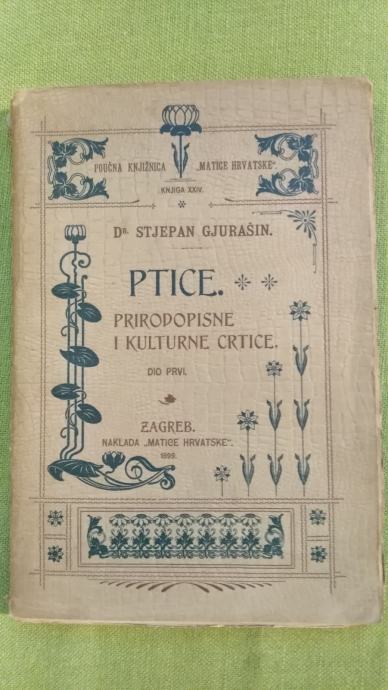 POUČNA KNJIŽNICA „MATICE HRVATSKE“.
KNJIGA XXIV.
DR. STJEPAN GJURAŠIN.
PTICE.
PRIRODOPISNE
I KULTURNE CRTICE.
DIO PRVI.
ZAGREB.
NAKLADA „MATICE HRVATSKE“.
1899.